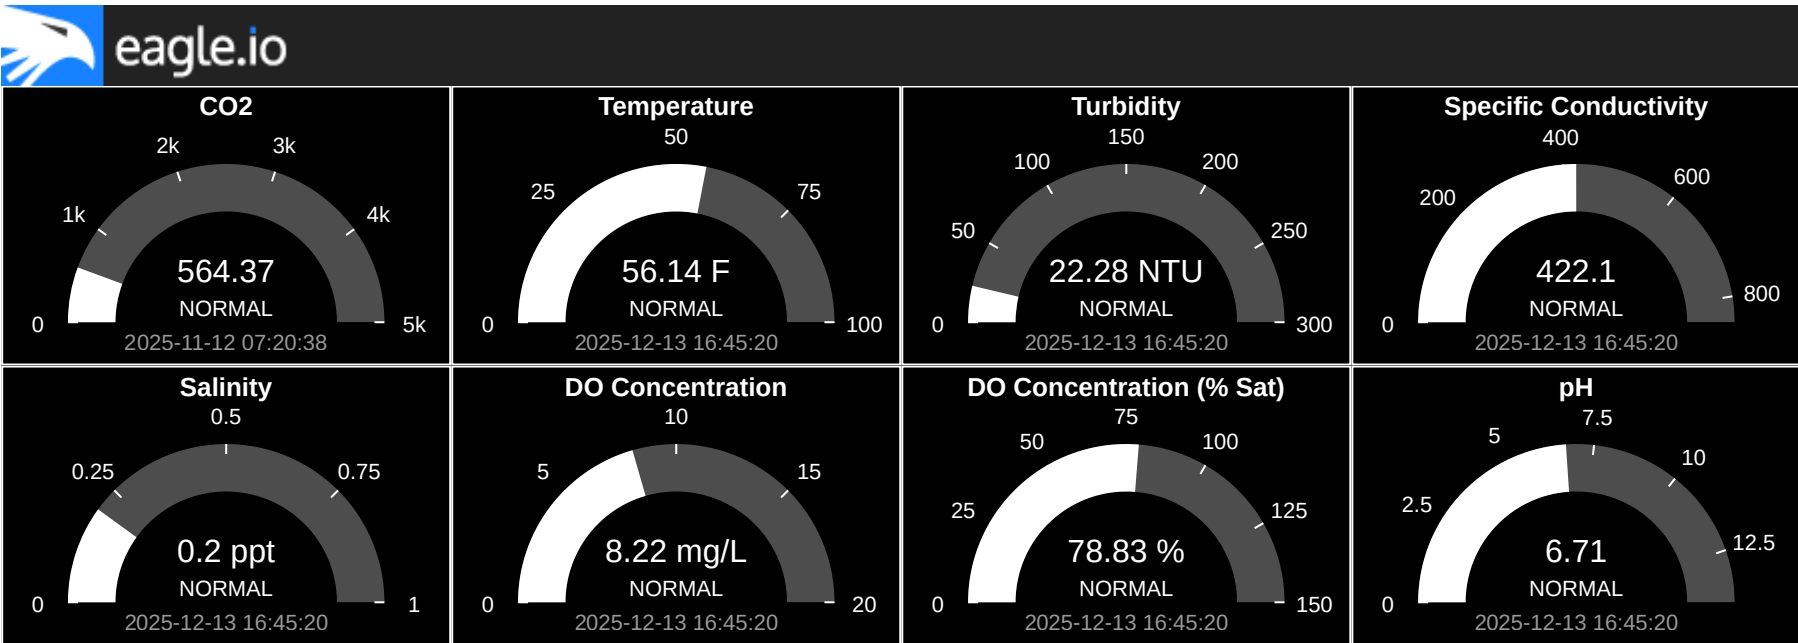 eagle.io
CO2
2k
3k
1k
4k
0
5k
564.37
NORMAL
2025-11-12 07:20:38
Temperature
50
25
75
0
100
56.14 F
NORMAL
2025-12-13 16:45:20
Turbidity
150
100
200
50
250
0
300
22.28 NTU
NORMAL
2025-12-13 16:45:20
Specific Conductivity
400
200
600
0
800
422.1
NORMAL
2025-12-13 16:45:20
Salinity
0.5
0.25
0.75
0
1
0.2 ppt
NORMAL
2025-12-13 16:45:20
DO Concentration
10
5
15
0
20
8.22 mg/L
NORMAL
2025-12-13 16:45:20
DO Concentration (% Sat)
75
50
100
25
125
0
150
78.83 %
NORMAL
2025-12-13 16:45:20
pH
7.5
5
10
2.5
12.5
0
6.71
NORMAL
2025-12-13 16:45:20